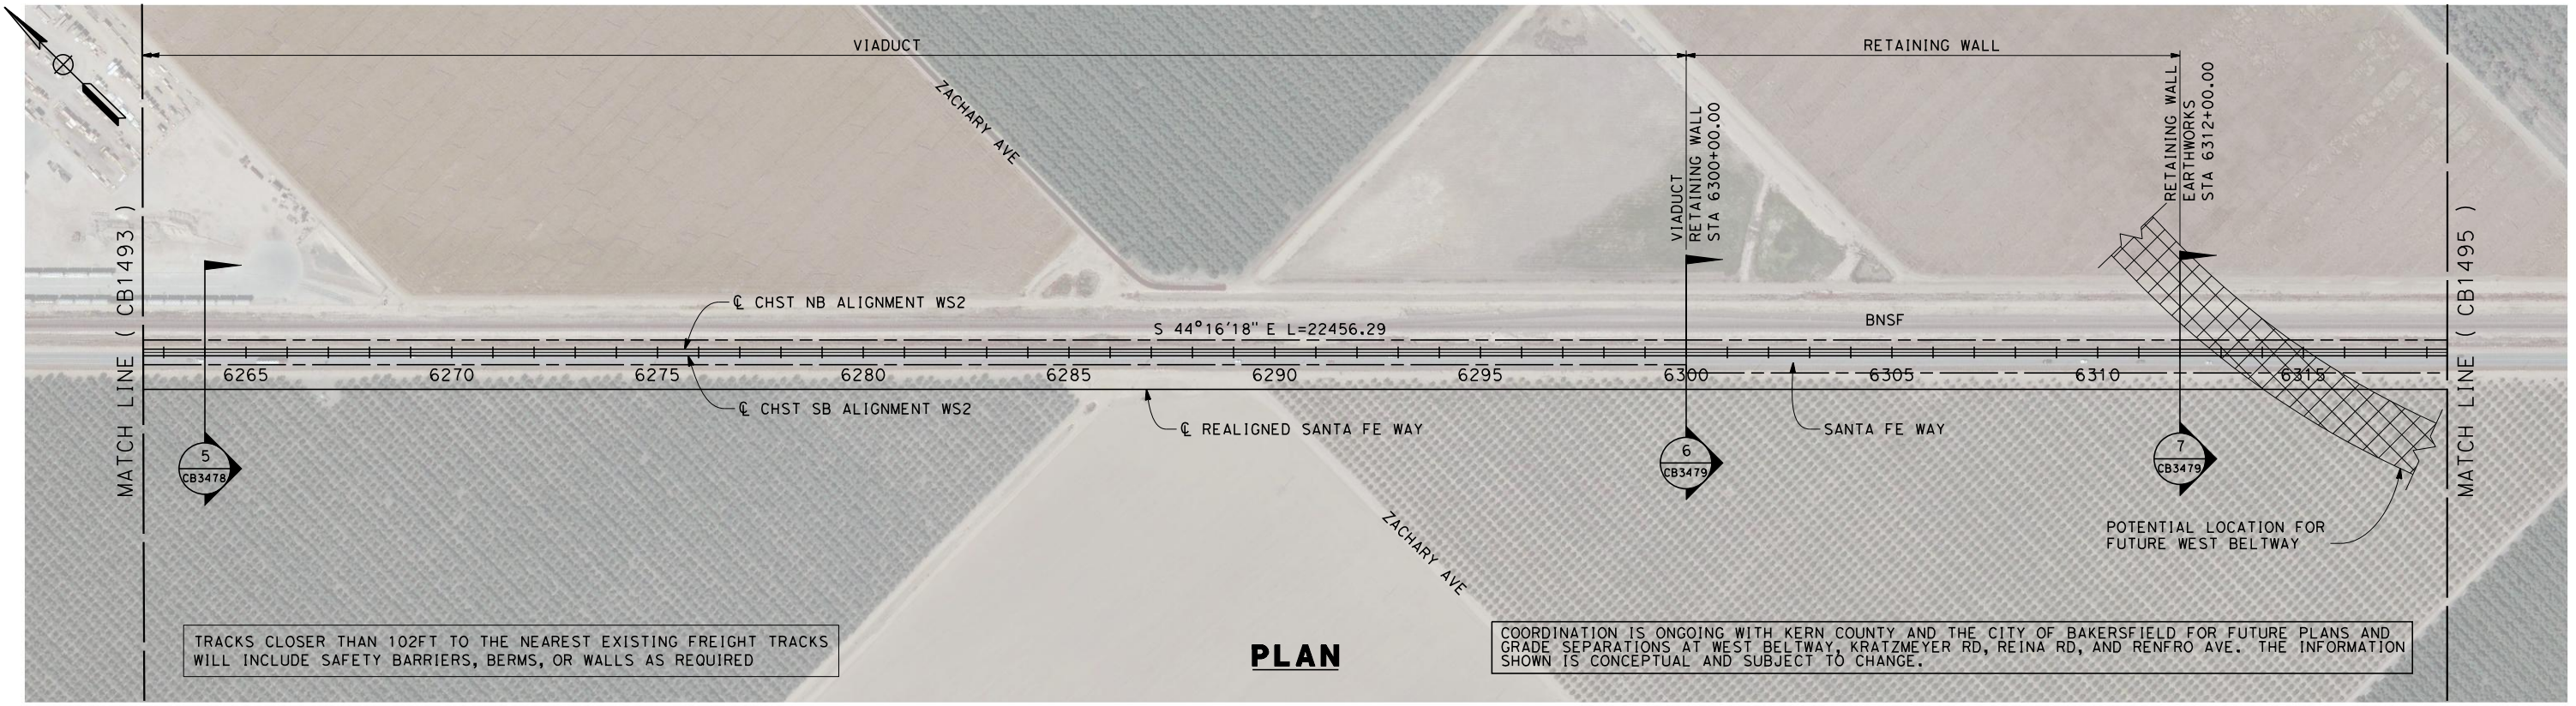 VIADUCT
RETAINING WALL
ZACHARY AVE
VIADUCT
RETAINING WALL
STA 6300+00.00
RETAINING WALL
EARTHWORKS
STA 6312+00.00
MATCH LINE ( CB1493 )
MATCH LINE ( CB1495 )
℄ CHST NB ALIGNMENT WS2
S 44°16'18" E L=22456.29
BNSF
6265 6270 6275 6280 6285 6290 6295 6300 6305 6310 6315
℄ CHST SB ALIGNMENT WS2
℄ REALIGNED SANTA FE WAY
SANTA FE WAY
5
CB3478
6
CB3479
7
CB3479
ZACHARY AVE
POTENTIAL LOCATION FOR
FUTURE WEST BELTWAY
TRACKS CLOSER THAN 102FT TO THE NEAREST EXISTING FREIGHT TRACKS
WILL INCLUDE SAFETY BARRIERS, BERMS, OR WALLS AS REQUIRED
PLAN
COORDINATION IS ONGOING WITH KERN COUNTY AND THE CITY OF BAKERSFIELD FOR FUTURE PLANS AND
GRADE SEPARATIONS AT WEST BELTWAY, KRATZMEYER RD, REINA RD, AND RENFRO AVE. THE INFORMATION
SHOWN IS CONCEPTUAL AND SUBJECT TO CHANGE.